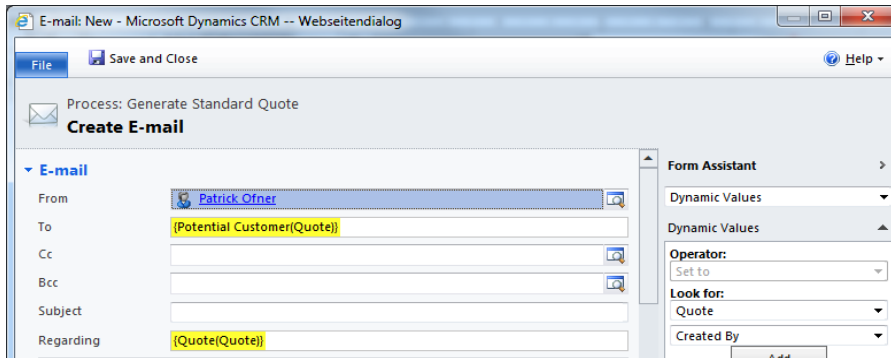 E-mail: New - Microsoft Dynamics CRM -- Webseitendialog
File
Save and Close
Help
Process: Generate Standard Quote
Create E-mail
E-mail
From
Patrick Ofner
To
{Potential Customer(Quote)}
Cc
Bcc
Subject
Regarding
{Quote(Quote)}
Form Assistant
Dynamic Values
Dynamic Values
Operator:
Set to
Look for:
Quote
Created By
Add